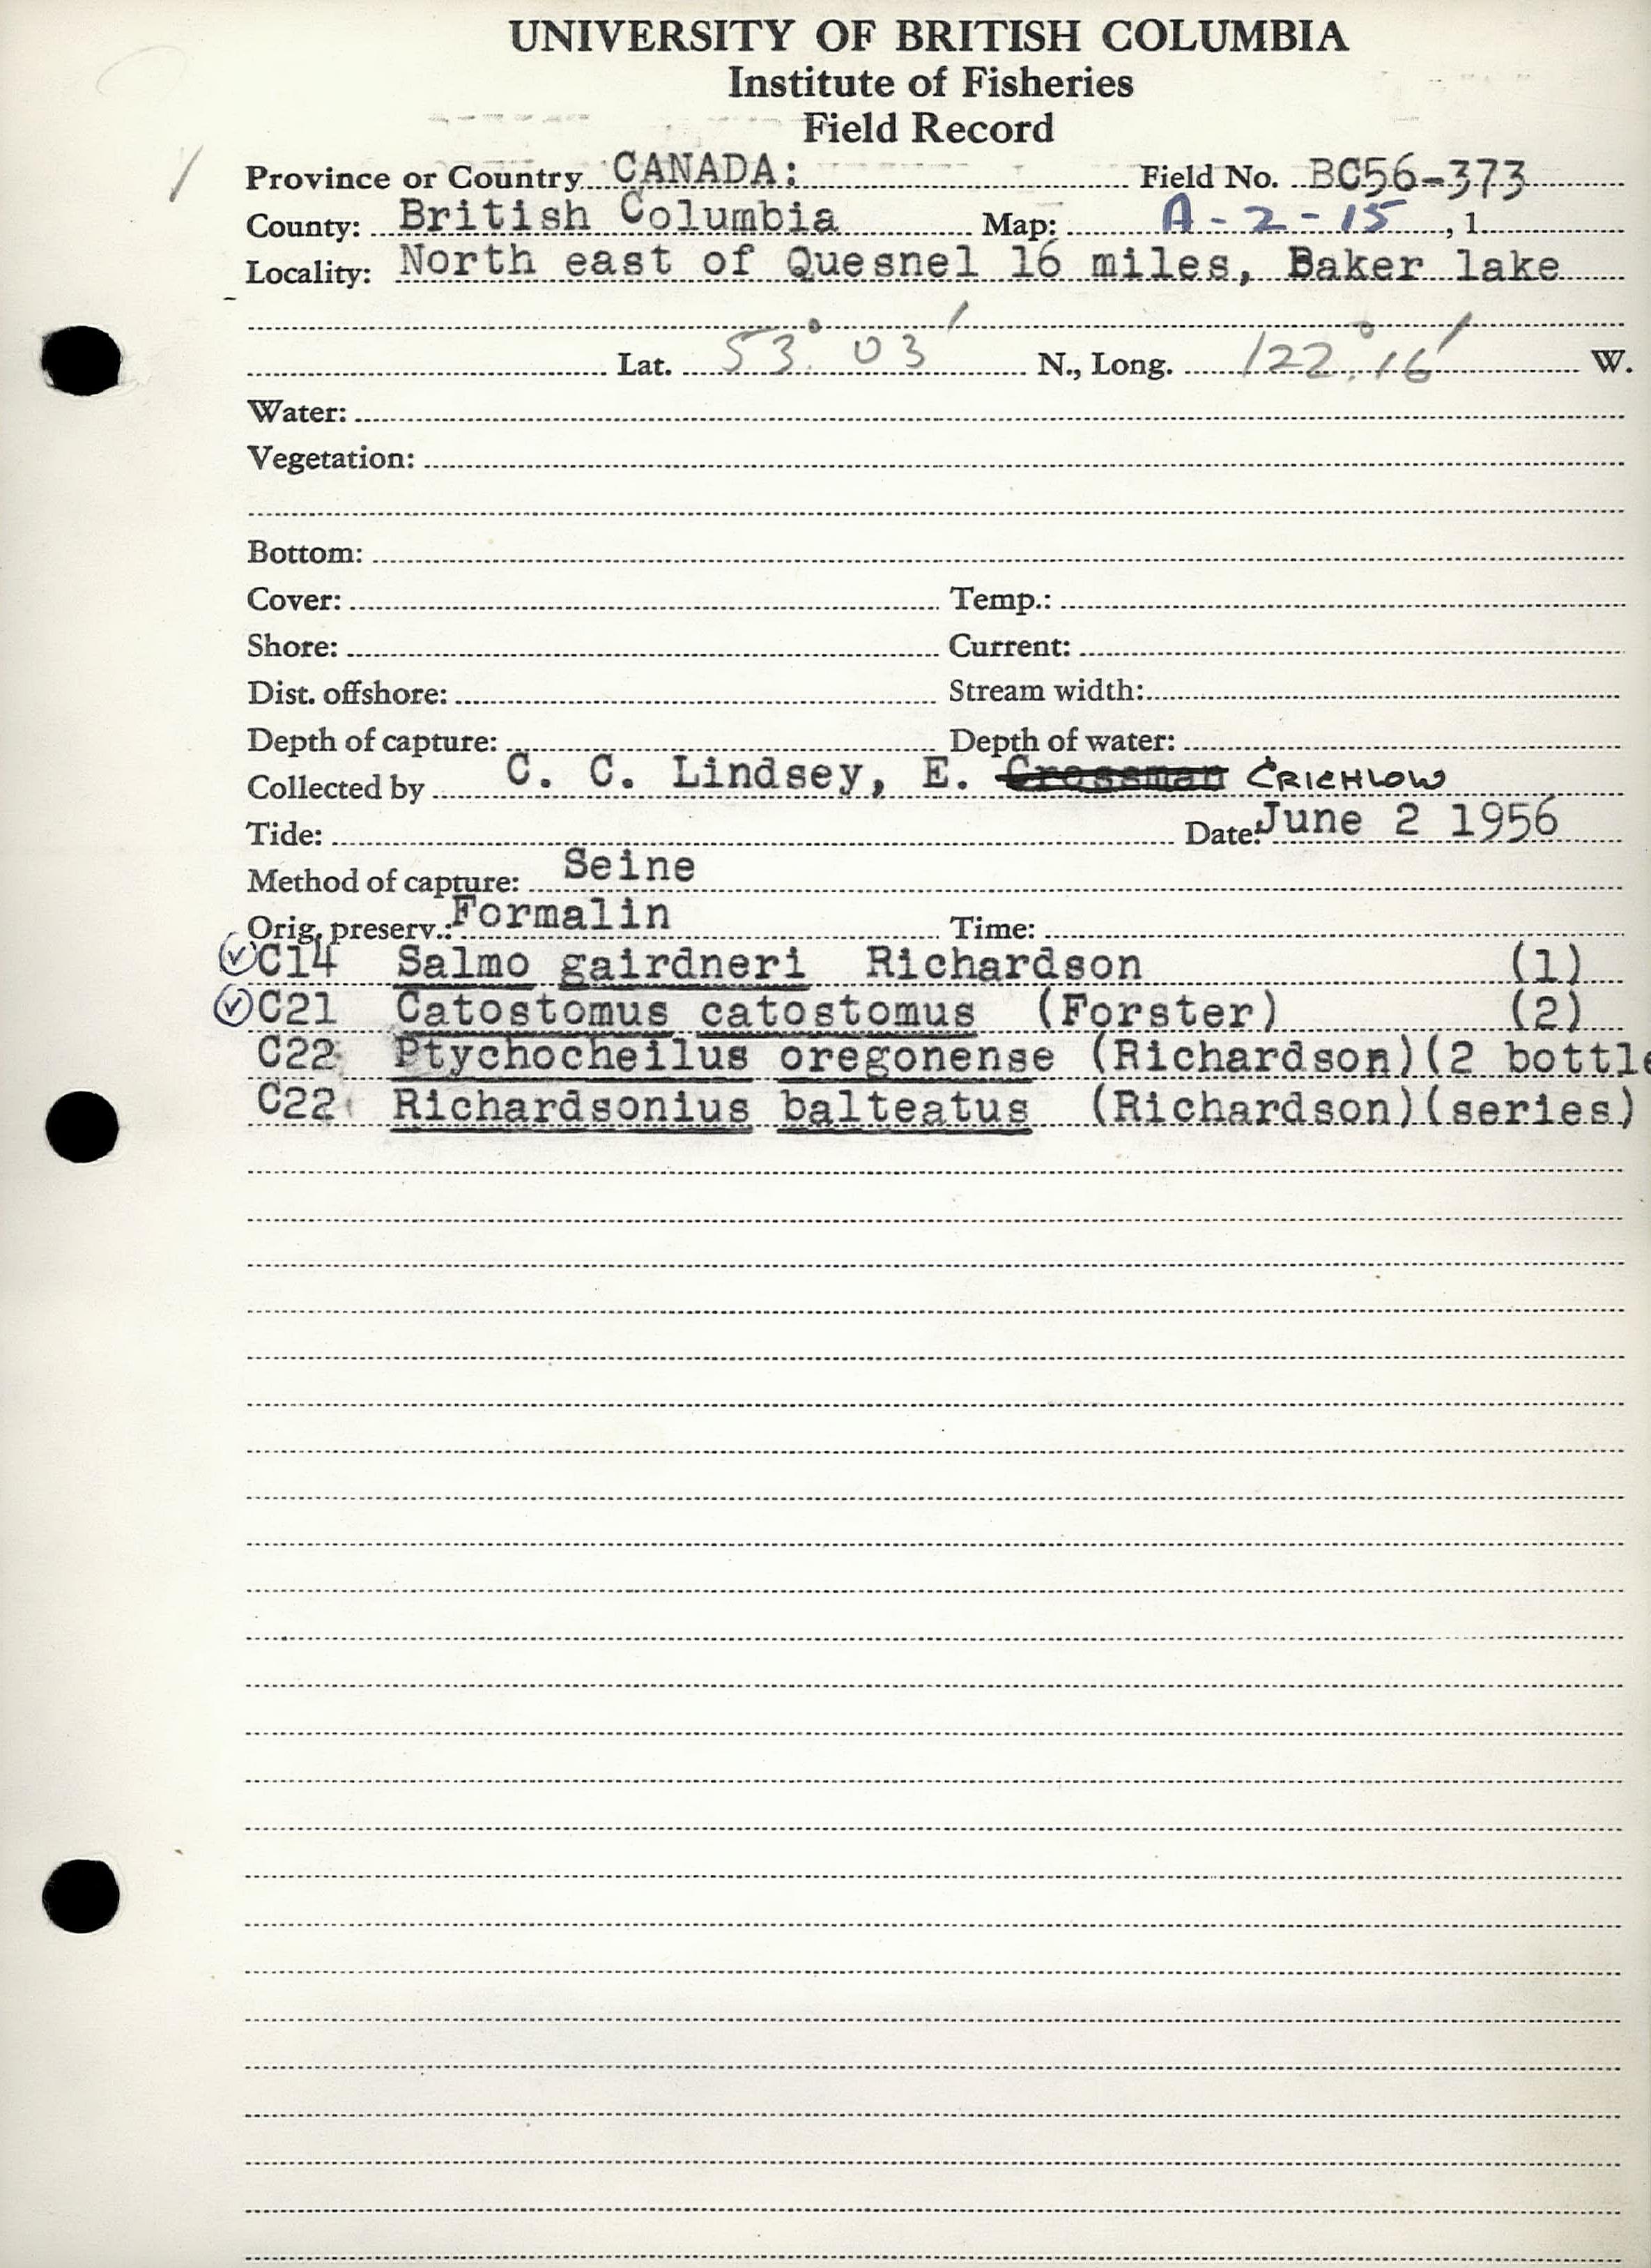 UNIVERSITY OF BRITISH COLUMBIA
Institute of Fisheries
Field Record
Province or Country CANADA: Field No. BC56-373
County: British Columbia Map: A-2-15, 1
Locality: North east of Quesnel 16 miles, Baker lake
Lat. 53° 03' N., Long. 122° 16' W.
Water:
Vegetation:
Bottom:
Cover: Temp.:
Shore: Current:
Dist. offshore: Stream width:
Depth of capture: Depth of water:
Collected by C. C. Lindsey, E. Crossman CRICHLOW
Tide: Date: June 2 1956
Method of capture: Seine
Orig. preserv.: Formalin Time:
C14 Salmo gairdneri Richardson (1)
C21 Catostomus catostomus (Forster) (2)
C22 Ptychocheilus oregonense (Richardson)(2 bottle
C22 Richardsonius balteatus (Richardson)(series)